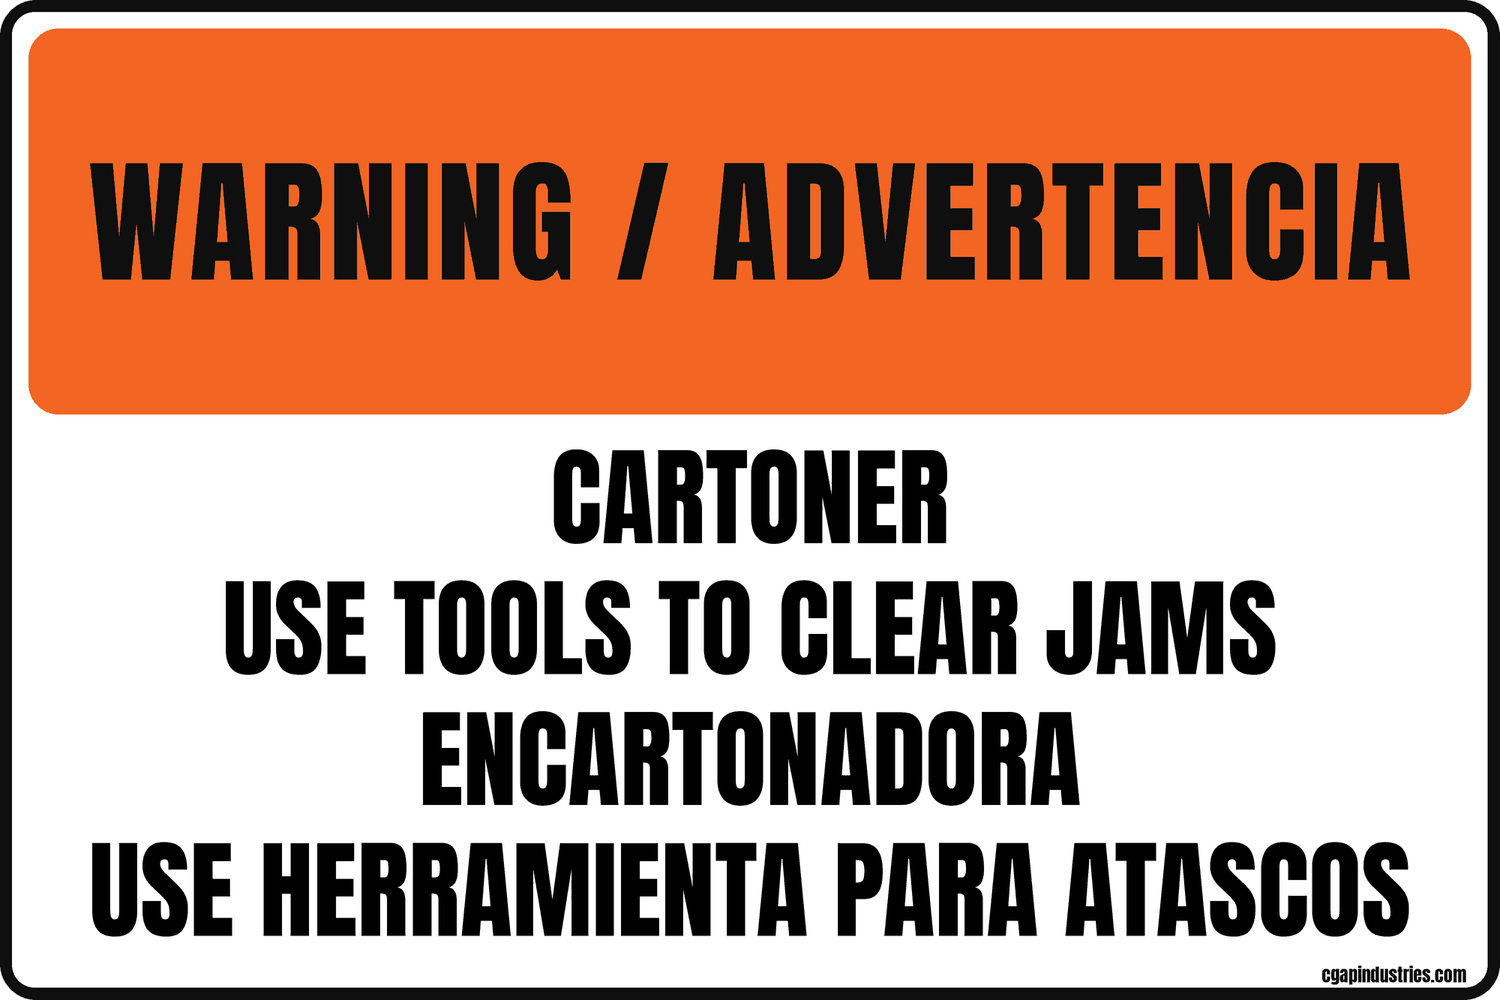 WARNING / ADVERTENCIA
CARTONER
USE TOOLS TO CLEAR JAMS
ENCARTONADORA
USE HERRAMIENTA PARA ATASCOS
cgapindustries.com